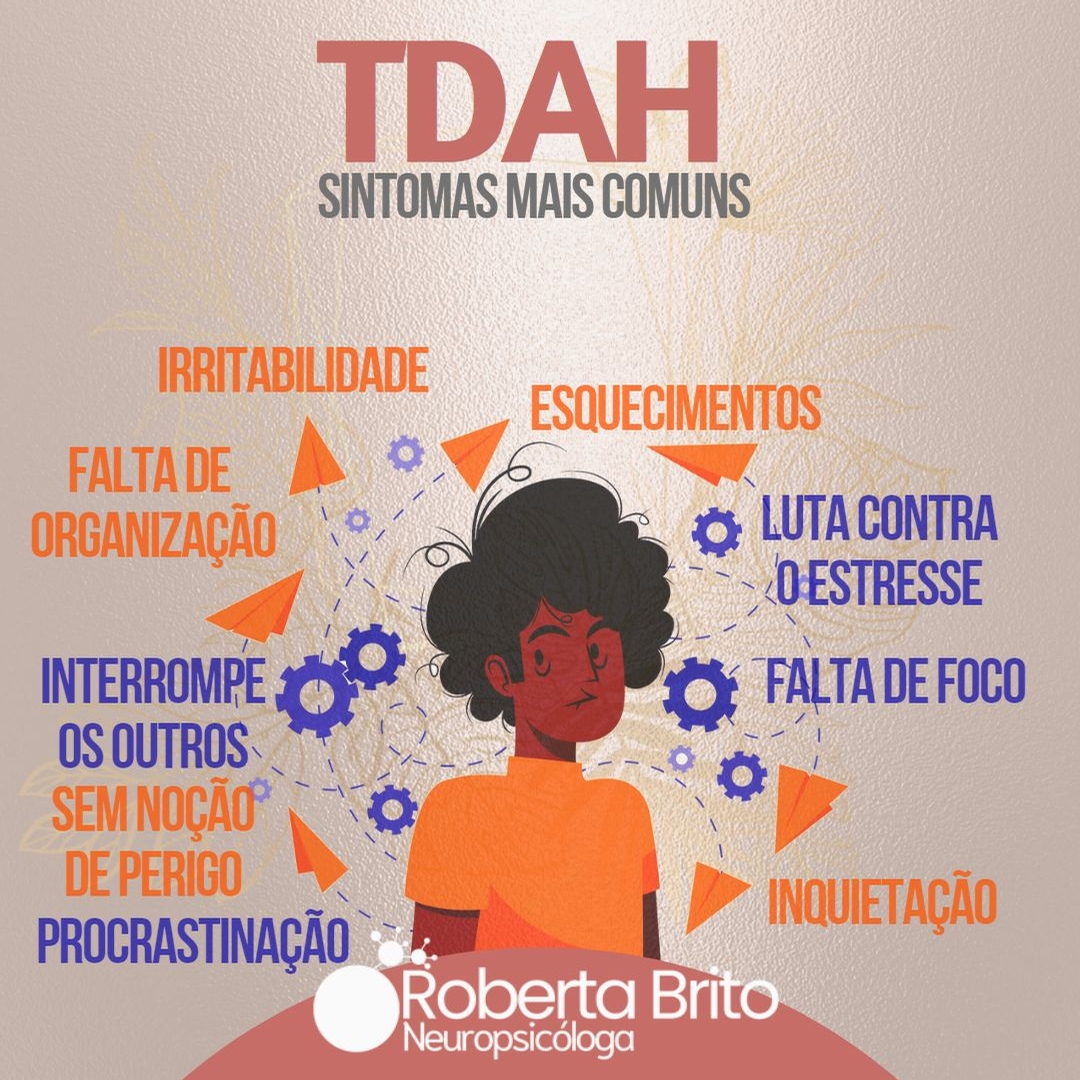 TDAH
SINTOMAS MAIS COMUNS
IRRITABILIDADE
ESQUECIMENTOS
FALTA DE
ORGANIZAÇÃO
LUTA CONTRA
O ESTRESSE
INTERROMPE
OS OUTROS
FALTA DE FOCO
SEM NOÇÃO
DE PERIGO
INQUIETAÇÃO
PROCRASTINAÇÃO
Roberta Brito
Neuropsicóloga